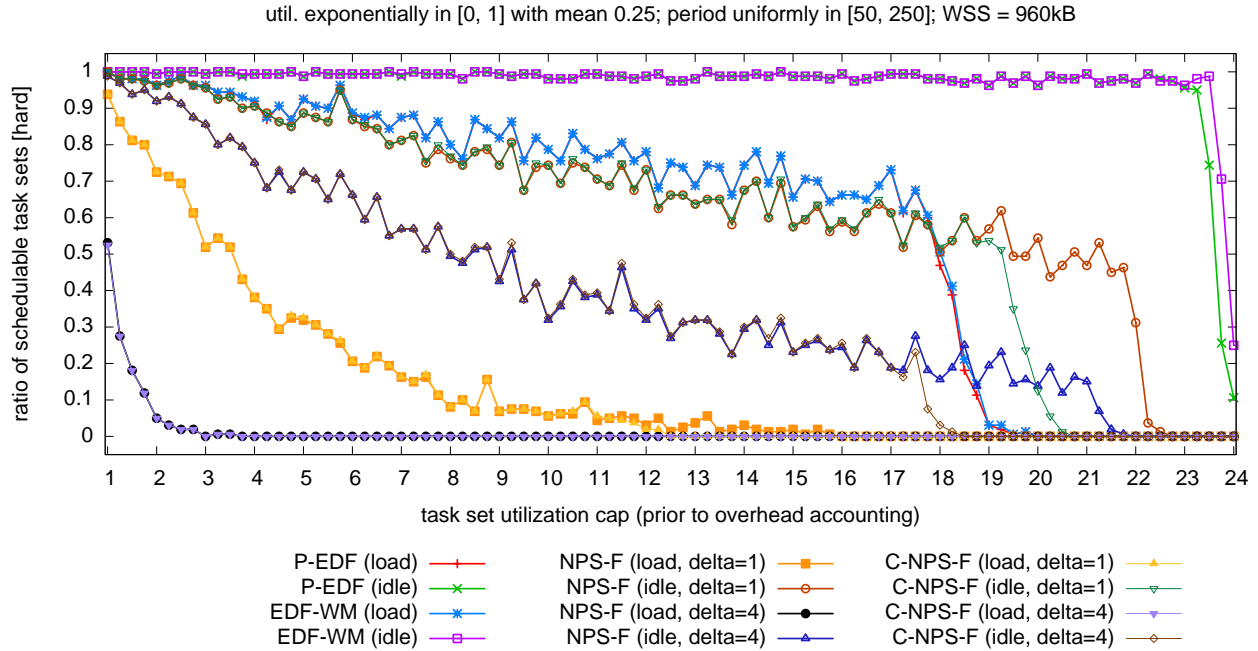 util. exponentially in [0, 1] with mean 0.25; period uniformly in [50, 250]; WSS = 960kB
ratio of schedulable task sets [hard]
1
0.9
0.8
0.7
0.6
0.5
0.4
0.3
0.2
0.1
0
1 2 3 4 5 6 7 8 9 10 11 12 13 14 15 16 17 18 19 20 21 22 23 24
task set utilization cap (prior to overhead accounting)
P-EDF (load) NPS-F (load, delta=1) C-NPS-F (load, delta=1)
P-EDF (idle) NPS-F (idle, delta=1) C-NPS-F (idle, delta=1)
EDF-WM (load) NPS-F (load, delta=4) C-NPS-F (load, delta=4)
EDF-WM (idle) NPS-F (idle, delta=4) C-NPS-F (idle, delta=4)